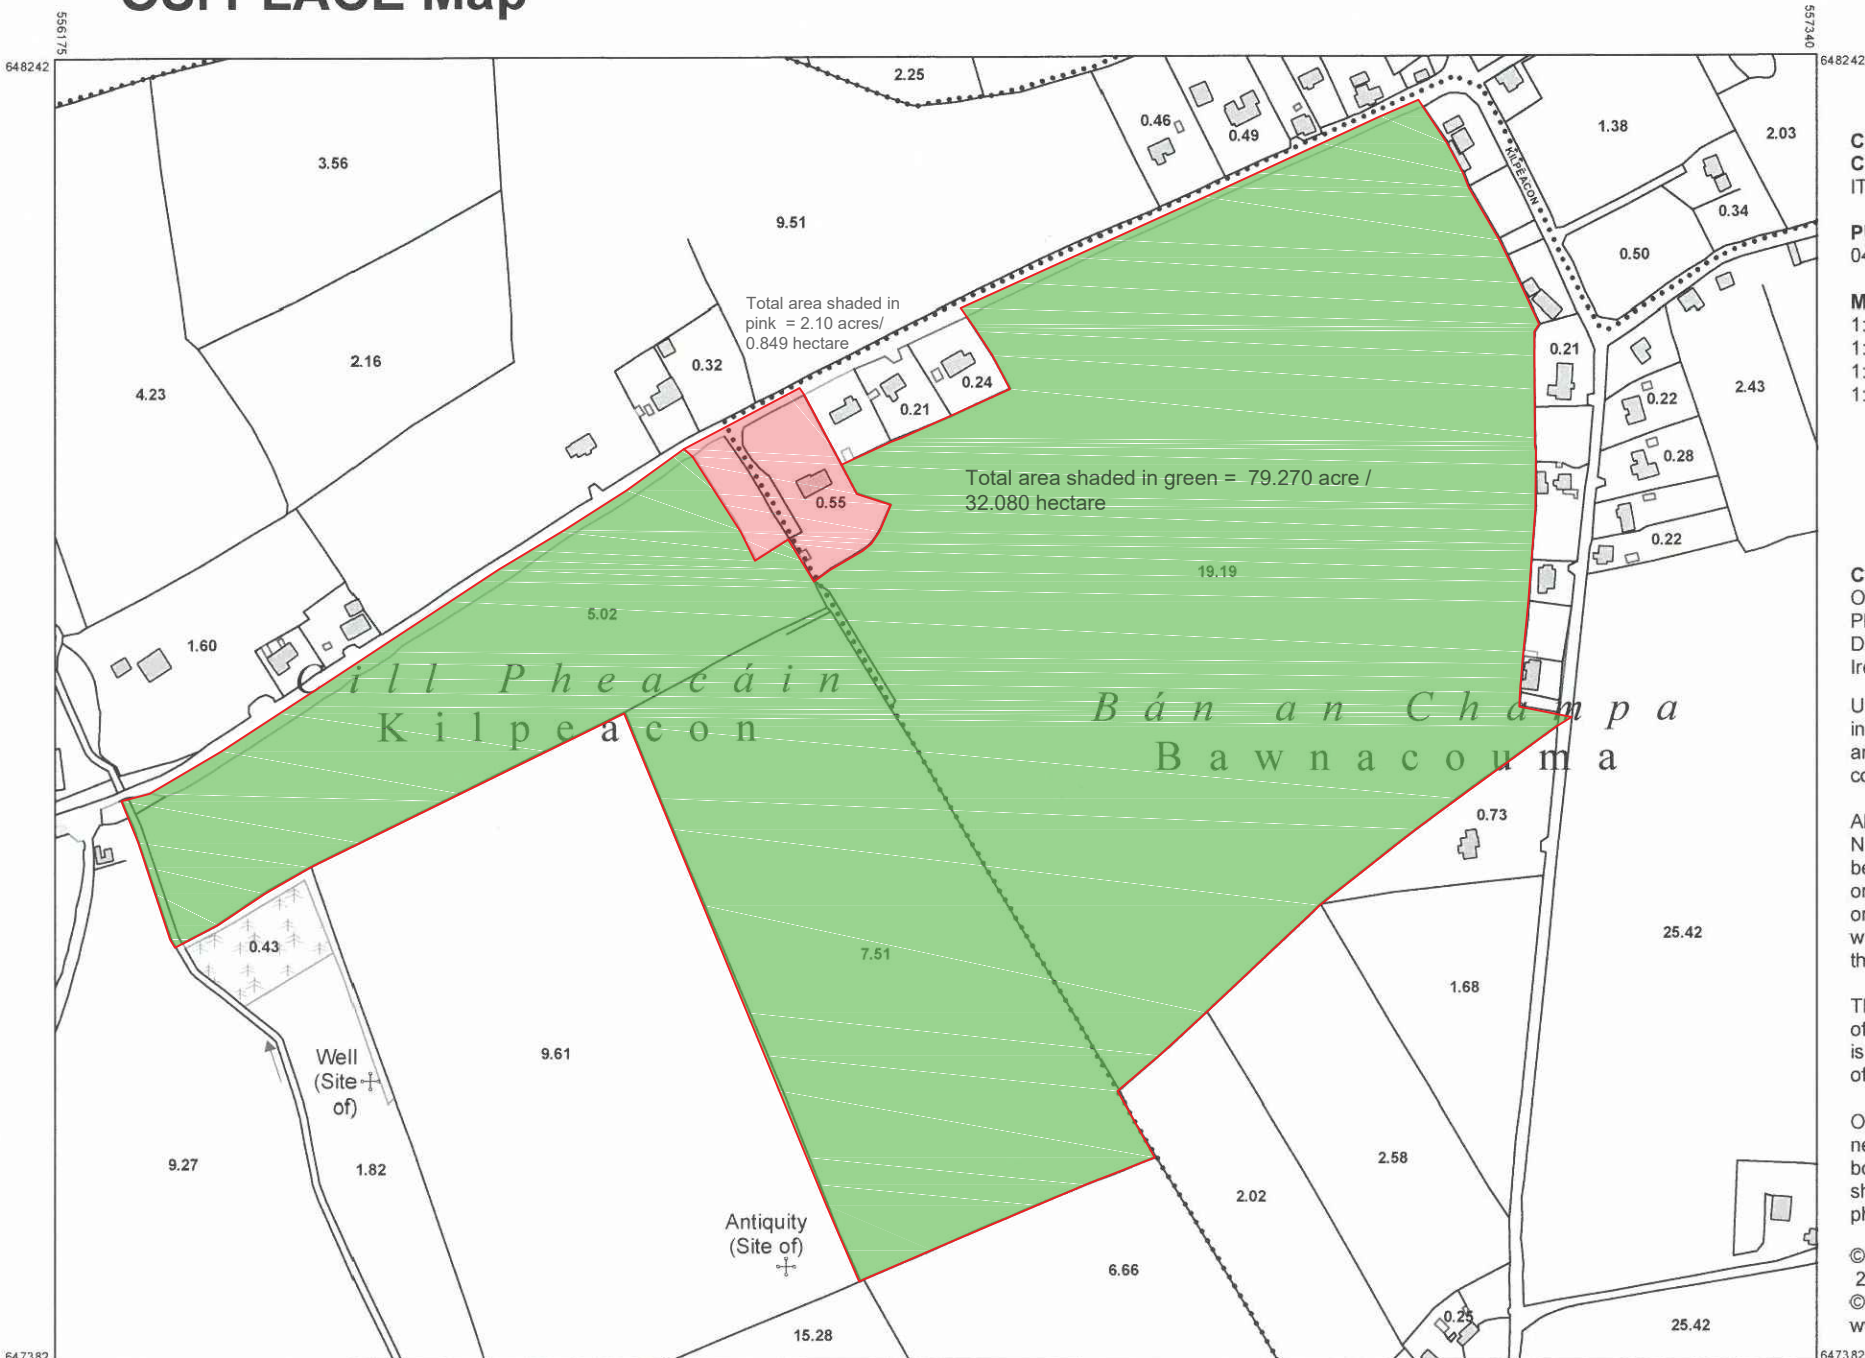 556175
557340
648242
648242
2.25
0.46
0.49
1.38
2.03
3.56
KILPEACON
0.34
9.51
0.50
Total area shaded in
pink = 2.10 acres/
0.849 hectare
2.16
0.32
0.21
4.23
0.24
0.21
0.22
2.43
0.28
Total area shaded in green = 79.270 acre /
32.080 hectare
0.55
0.22
19.19
5.02
1.60
Cill Pheacáin
Kilpeacon
Bán an Champa
Bawnacouma
0.73
0.43
7.51
25.42
1.68
Well
(Site
of)
9.61
9.27
1.82
2.58
2.02
Antiquity
(Site of)
6.66
0.25
15.28
25.42
647382
647382